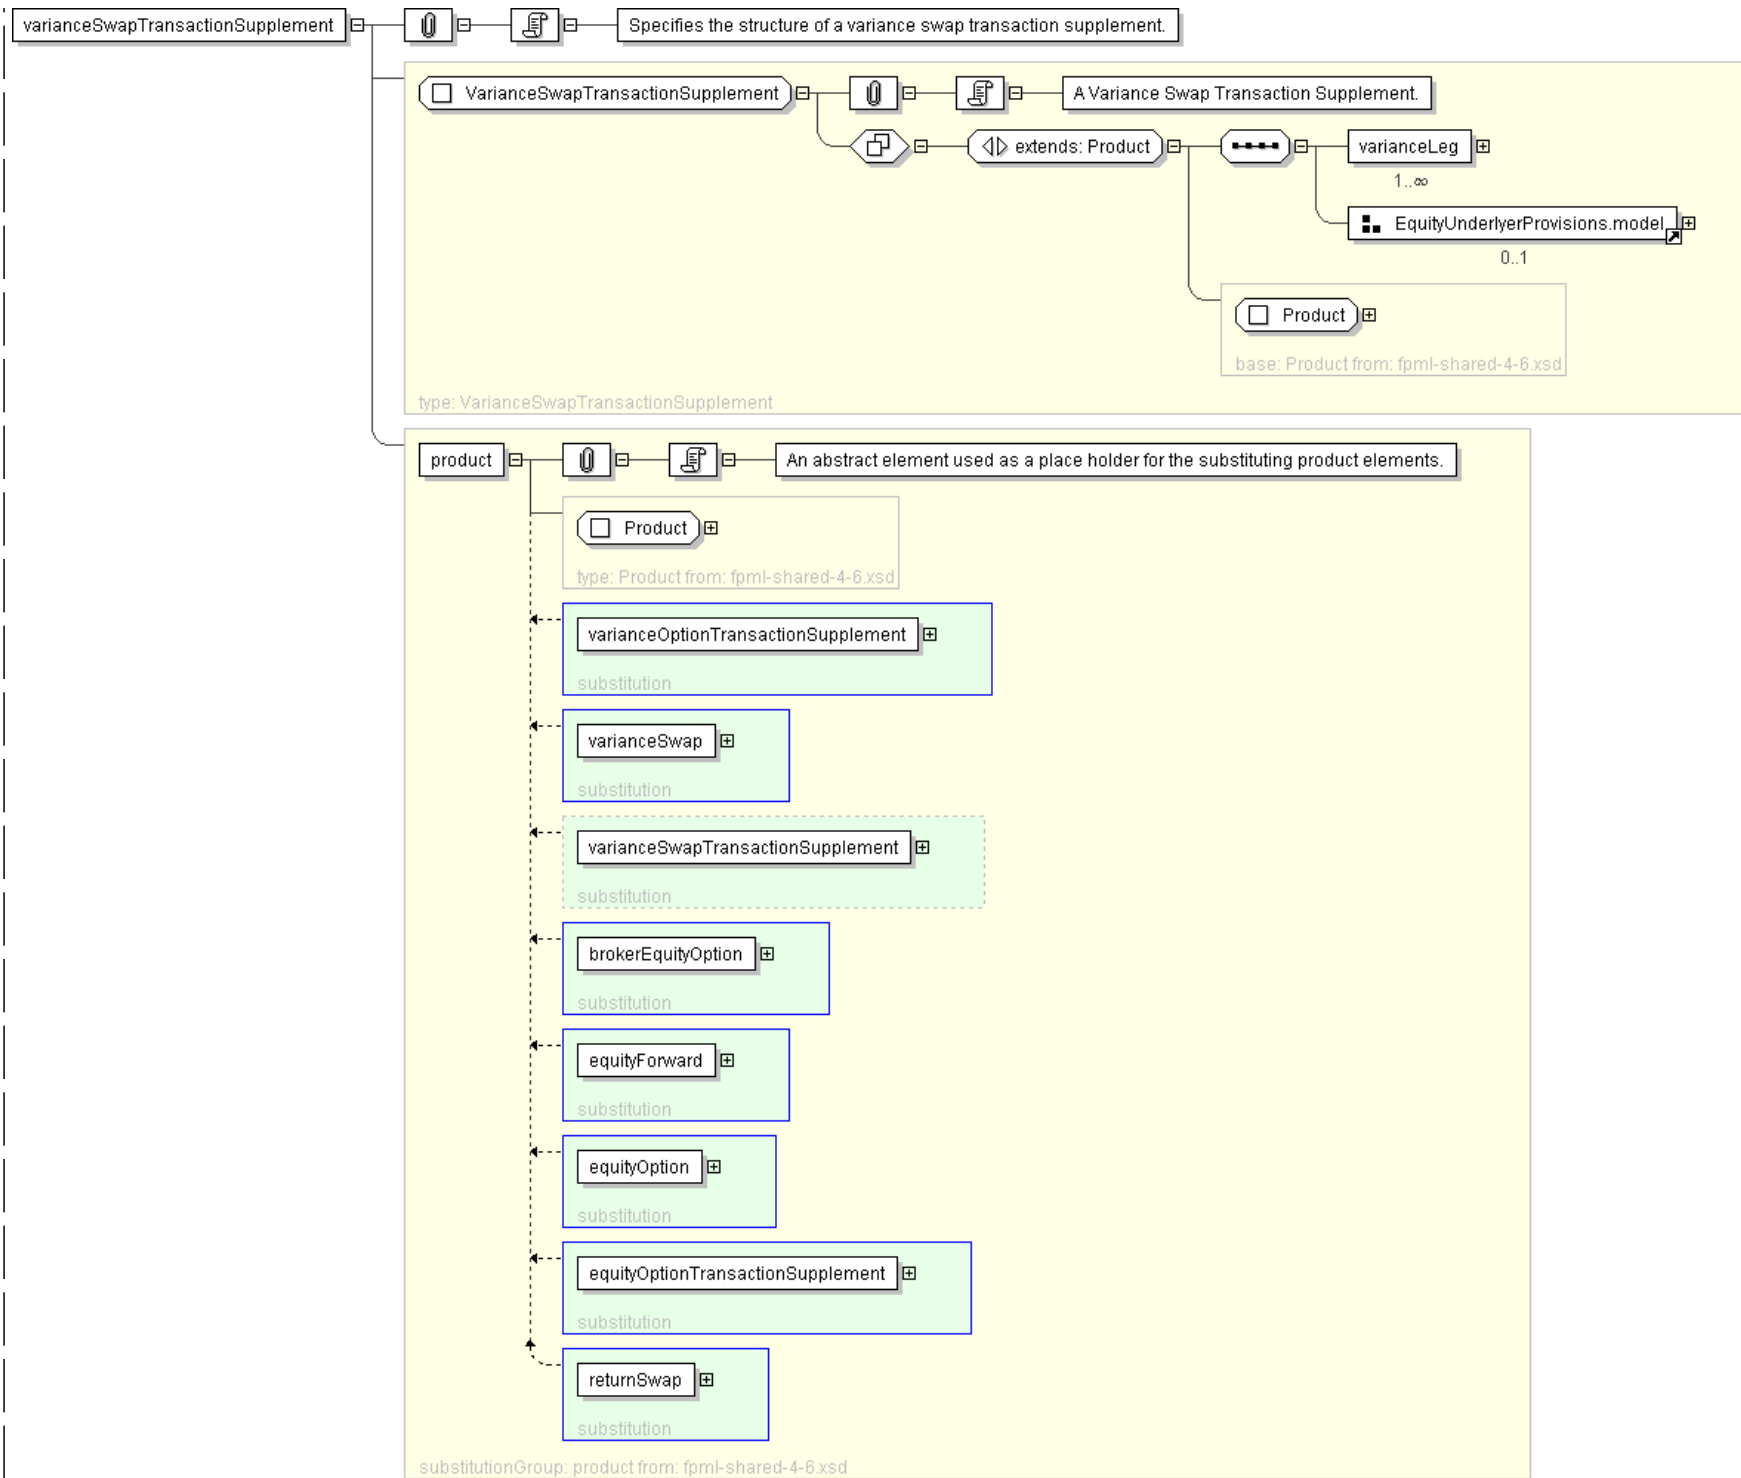 varianceSwapTransactionSupplement
Specifies the structure of a variance swap transaction supplement.
VarianceSwapTransactionSupplement
A Variance Swap Transaction Supplement.
extends: Product
varianceLeg
1..∞
EquityUnderlyerProvisions.model
0..1
Product
base: Product from: fpml-shared-4-6.xsd
type: VarianceSwapTransactionSupplement
product
An abstract element used as a place holder for the substituting product elements.
Product
type: Product from: fpml-shared-4-6.xsd
varianceOptionTransactionSupplement
substitution
varianceSwap
substitution
varianceSwapTransactionSupplement
substitution
brokerEquityOption
substitution
equityForward
substitution
equityOption
substitution
equityOptionTransactionSupplement
substitution
returnSwap
substitution
substitutionGroup: product from: fpml-shared-4-6.xsd